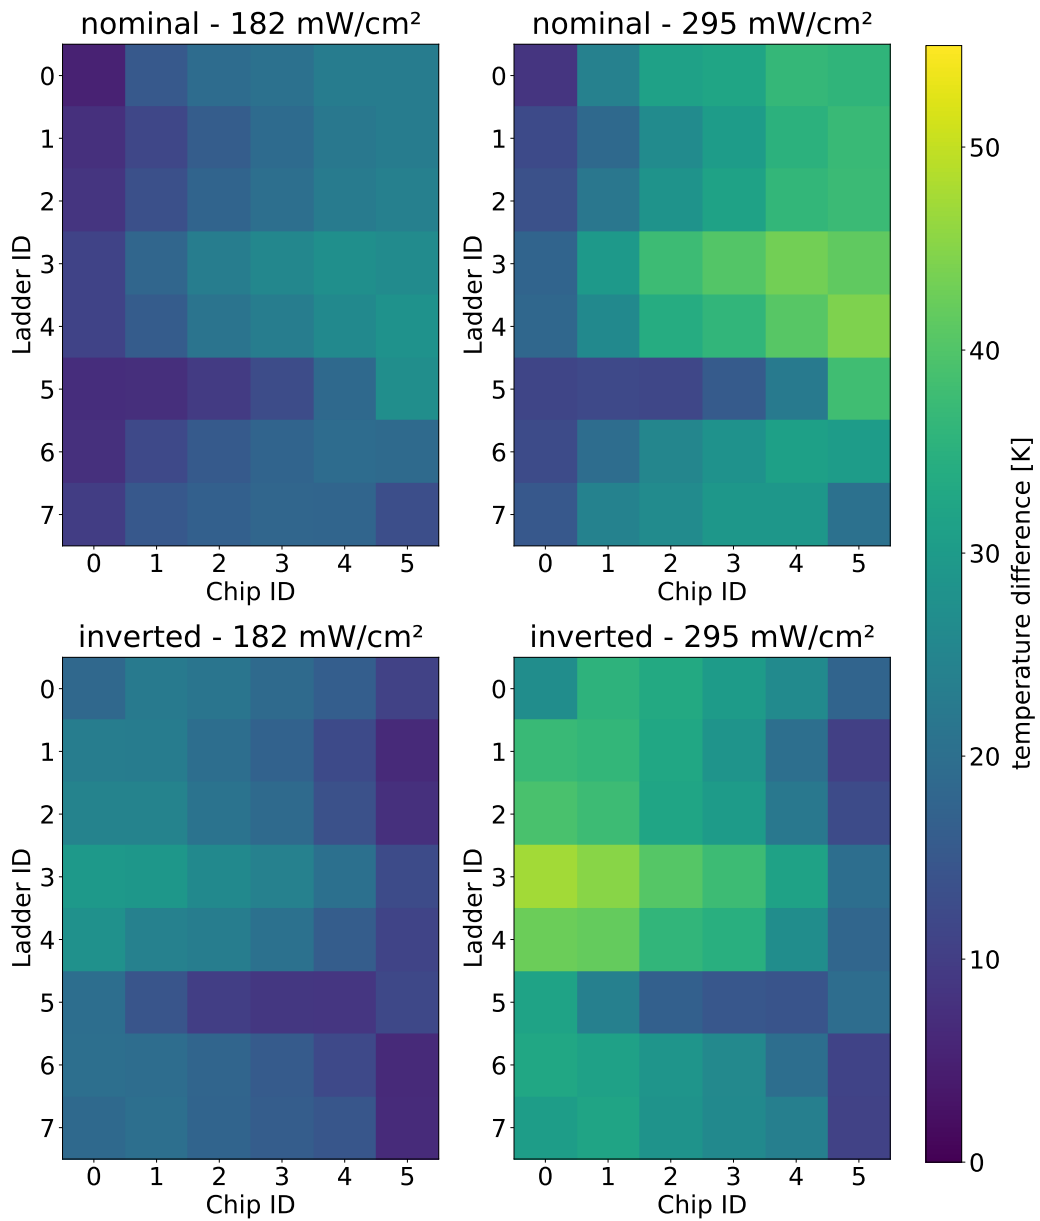 nominal - 182 mW/cm²
nominal - 295 mW/cm²
0
1
2
3
4
5
6
7
Ladder ID
0 1 2 3 4 5
Chip ID
0
1
2
3
4
5
6
7
Ladder ID
0 1 2 3 4 5
Chip ID
inverted - 182 mW/cm²
inverted - 295 mW/cm²
0
1
2
3
4
5
6
7
Ladder ID
0 1 2 3 4 5
Chip ID
0
1
2
3
4
5
6
7
Ladder ID
0 1 2 3 4 5
Chip ID
50
40
30
20
10
0
temperature difference [K]